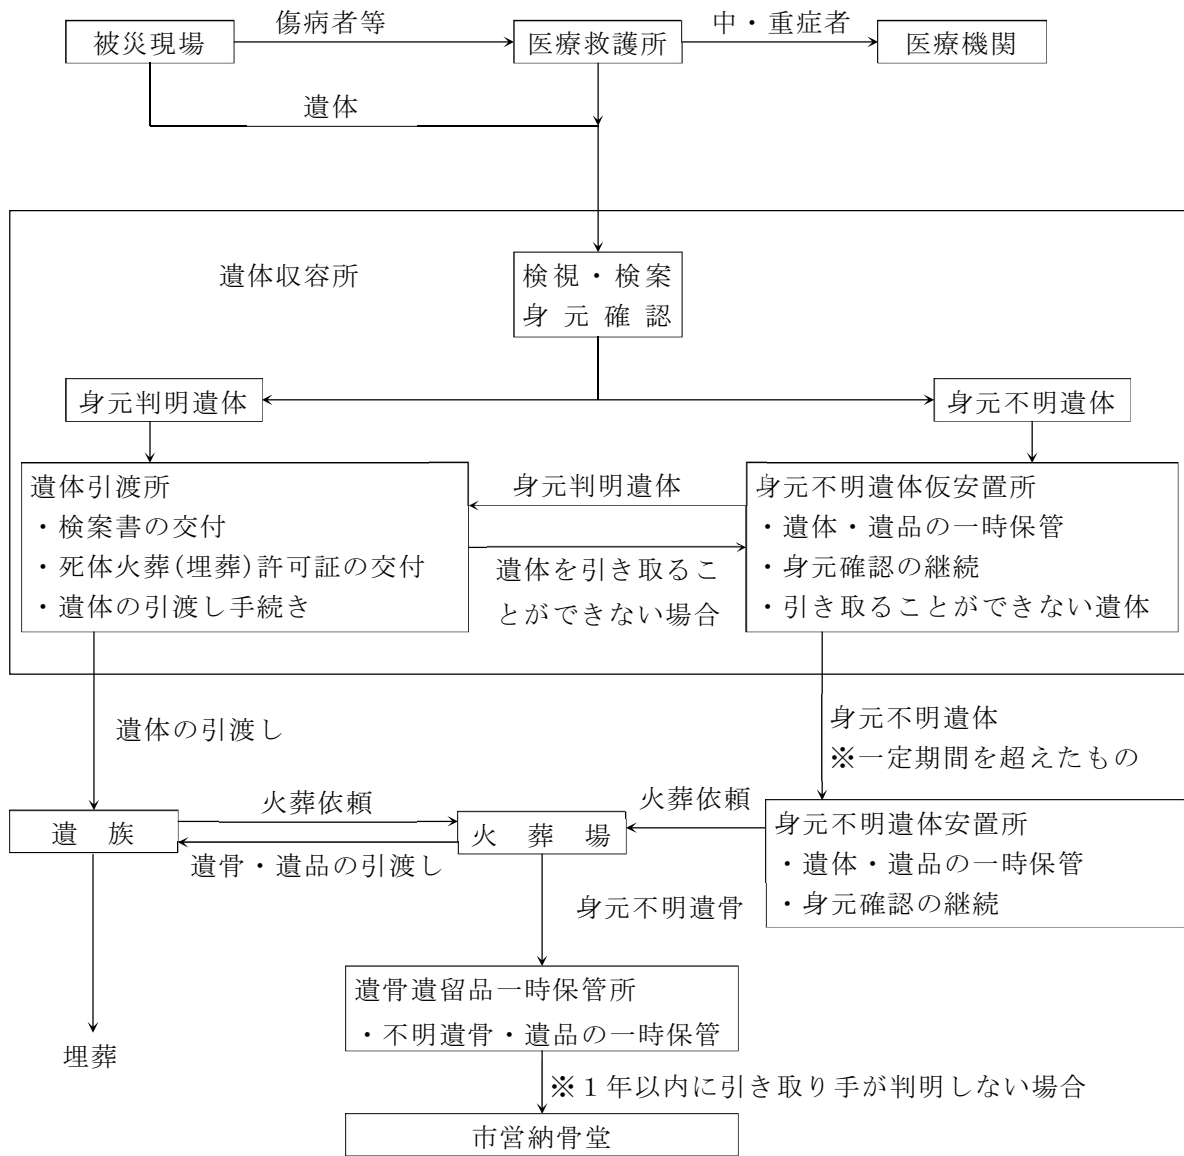 傷病者等
中・重症者
被災現場
医療救護所
医療機関
遺体
遺体収容所
検視・検案
身元確認
身元判明遺体
身元不明遺体
遺体引渡所
・検案書の交付
・死体火葬(埋葬)許可証の交付
・遺体の引渡し手続き
身元判明遺体
遺体を引き取るこ
とができない場合
身元不明遺体仮安置所
・遺体・遺品の一時保管
・身元確認の継続
・引き取ることができない遺体
遺体の引渡し
身元不明遺体
※一定期間を超えたもの
遺族
火葬依頼
遺骨・遺品の引渡し
火葬場
火葬依頼
身元不明遺体安置所
・遺体・遺品の一時保管
・身元確認の継続
身元不明遺骨
遺骨遺留品一時保管所
・不明遺骨・遺品の一時保管
埋葬
※１年以内に引き取り手が判明しない場合
市営納骨堂